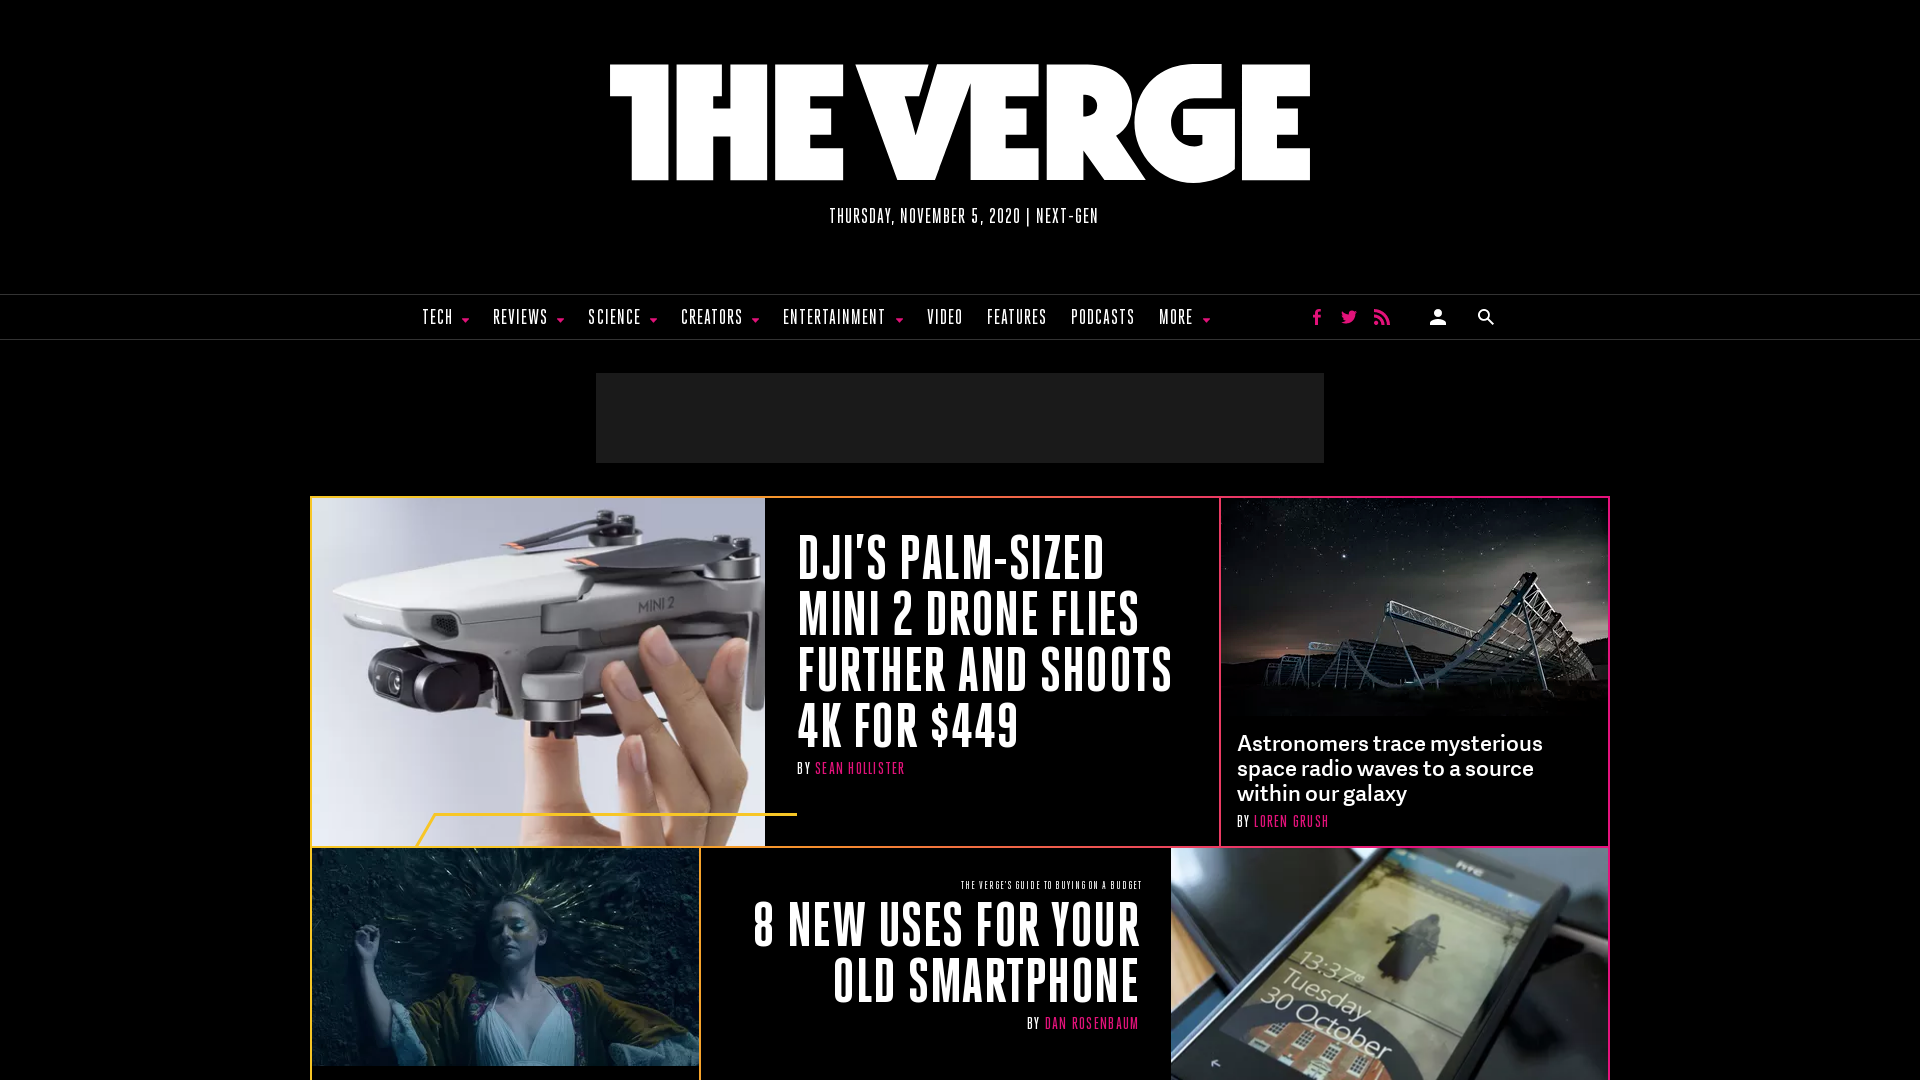 THE VERGE
THURSDAY, NOVEMBER 5, 2020 | NEXT-GEN
TECH REVIEWS SCIENCE CREATORS ENTERTAINMENT VIDEO FEATURES PODCASTS MORE
MINI 2
DJI'S PALM-SIZED
MINI 2 DRONE FLIES
FURTHER AND SHOOTS
4K FOR $449
BY SEAN HOLLISTER
Astronomers trace mysterious
space radio waves to a source
within our galaxy
BY LOREN GRUSH
THE VERGE'S GUIDE TO BUYING ON A BUDGET
8 NEW USES FOR YOUR
OLD SMARTPHONE
BY DAN ROSENBAUM
hTC
13:37
Tuesday
30 October